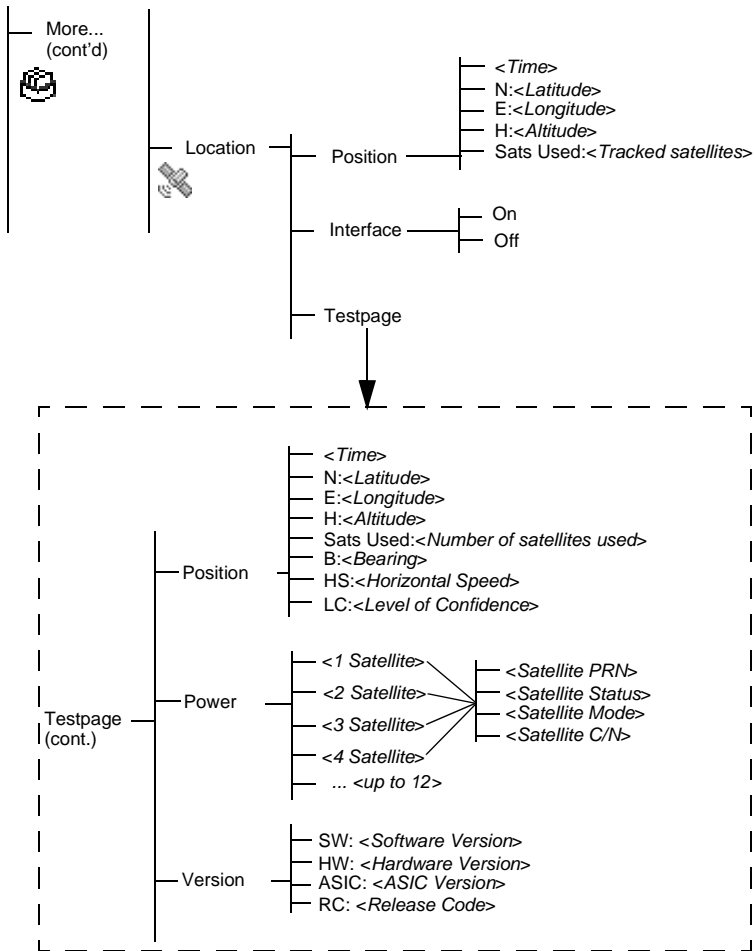 More...
(cont’d)
Location
Position
<Time>
N:<Latitude>
E:<Longitude>
H:<Altitude>
Sats Used:<Tracked satellites>
Interface
On
Off
Testpage
Testpage
(cont.)
Position
<Time>
N:<Latitude>
E:<Longitude>
H:<Altitude>
Sats Used:<Number of satellites used>
B:<Bearing>
HS:<Horizontal Speed>
LC:<Level of Confidence>
Power
<1 Satellite>
<2 Satellite>
<3 Satellite>
<4 Satellite>
... <up to 12>
<Satellite PRN>
<Satellite Status>
<Satellite Mode>
<Satellite C/N>
Version
SW: <Software Version>
HW: <Hardware Version>
ASIC: <ASIC Version>
RC: <Release Code>